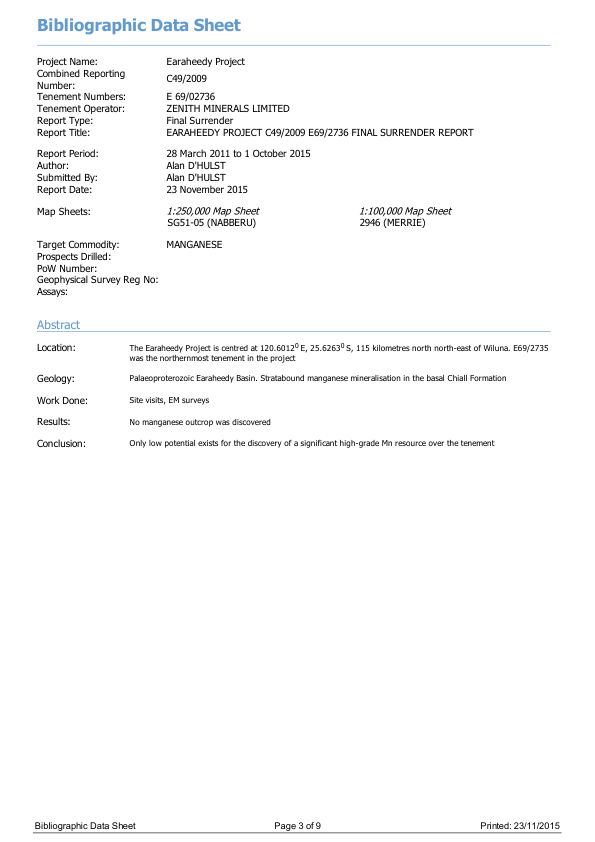 Bibliographic Data Sheet
Project Name: Earaheedy Project
Combined Reporting
Number: C49/2009
Tenement Numbers: E 69/02736
Tenement Operator: ZENITH MINERALS LIMITED
Report Type: Final Surrender
Report Title: EARAHEEDY PROJECT C49/2009 E69/2736 FINAL SURRENDER REPORT
Report Period: 28 March 2011 to 1 October 2015
Author: Alan D'HULST
Submitted By: Alan D'HULST
Report Date: 23 November 2015
Map Sheets: 1:250,000 Map Sheet 1:100,000 Map Sheet
SG51-05 (NABBERU) 2946 (MERRIE)
Target Commodity: MANGANESE
Prospects Drilled:
PoW Number:
Geophysical Survey Reg No:
Assays:
Abstract
Location: The Earaheedy Project is centred at 120.6012⁰ E, 25.6263⁰ S, 115 kilometres north north-east of Wiluna. E69/2735
was the northernmost tenement in the project
Geology: Palaeoproterozoic Earaheedy Basin. Stratabound manganese mineralisation in the basal Chiall Formation
Work Done: Site visits, EM surveys
Results: No manganese outcrop was discovered
Conclusion: Only low potential exists for the discovery of a significant high-grade Mn resource over the tenement
Bibliographic Data Sheet Page 3 of 9 Printed: 23/11/2015